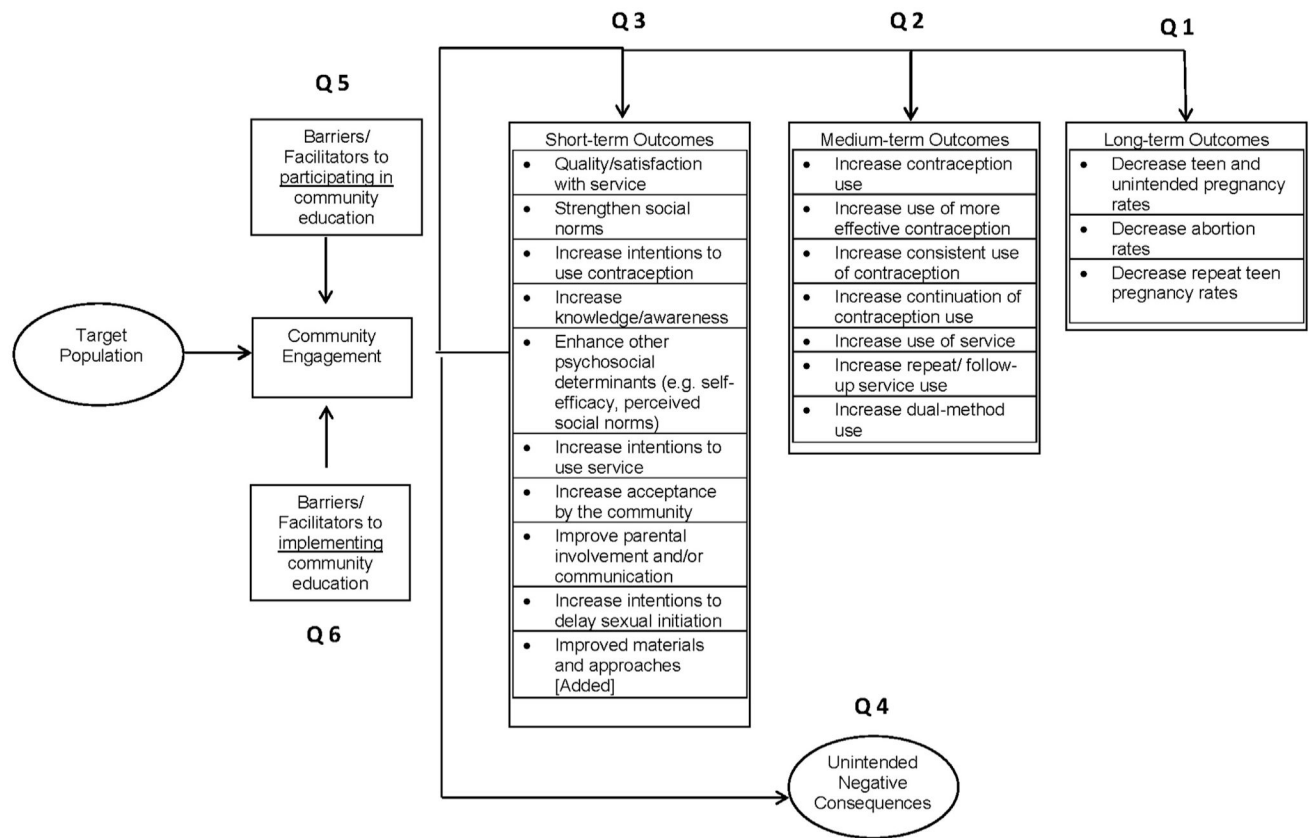 Q 3
Q 2
Q 1
Q 5
Barriers/
Facilitators to
participating in
community
education
Target
Population
Community
Engagement
Barriers/
Facilitators to
implementing
community
education
Q 6
Short-term Outcomes
• Quality/satisfaction
with service
• Strengthen social
norms
• Increase intentions to
use contraception
• Increase
knowledge/awareness
• Enhance other
psychosocial
determinants (e.g. self-
efficacy, perceived
social norms)
• Increase intentions to
use service
• Increase acceptance
by the community
• Improve parental
involvement and/or
communication
• Increase intentions to
delay sexual initiation
• Improved materials
and approaches
[Added]
Medium-term Outcomes
• Increase contraception
use
• Increase use of more
effective contraception
• Increase consistent use
of contraception
• Increase continuation of
contraception use
• Increase use of service
• Increase repeat/ follow-
up service use
• Increase dual-method
use
Long-term Outcomes
• Decrease teen and
unintended pregnancy
rates
• Decrease abortion
rates
• Decrease repeat teen
pregnancy rates
Q 4
Unintended
Negative
Consequences